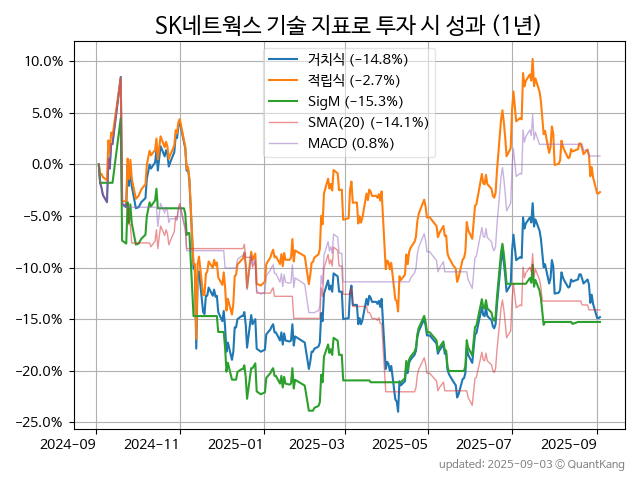 SK네트웍스 기술 지표로 투자 시 성과 (1년)
거치식 (−14.8%)
적립식 (−2.7%)
SigM (−15.3%)
SMA(20) (−14.1%)
MACD (0.8%)
10.0%
5.0%
0.0%
−5.0%
−10.0%
−15.0%
−20.0%
−25.0%
2024-09 2024-11 2025-01 2025-03 2025-05 2025-07 2025-09
updated: 2025-09-03 © QuantKang